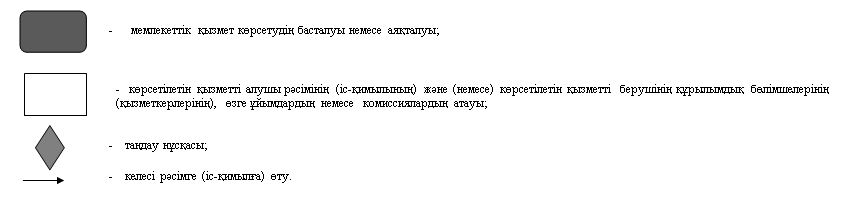 - мемлекеттік қызмет көрсетудің басталуы немесе аяқталуы;
- көрсетілетін қызметті алушы рәсімінің (іс-қимылының) және (немесе) көрсетілетін қызметті берушінің құрылымдық бөлімшелерінің
(қызметкерлерінің), өзге ұйымдардың немесе комиссиялардың атауы;
- таңдау нұсқасы;
- келесі рәсімге (іс-қимылға) өту.